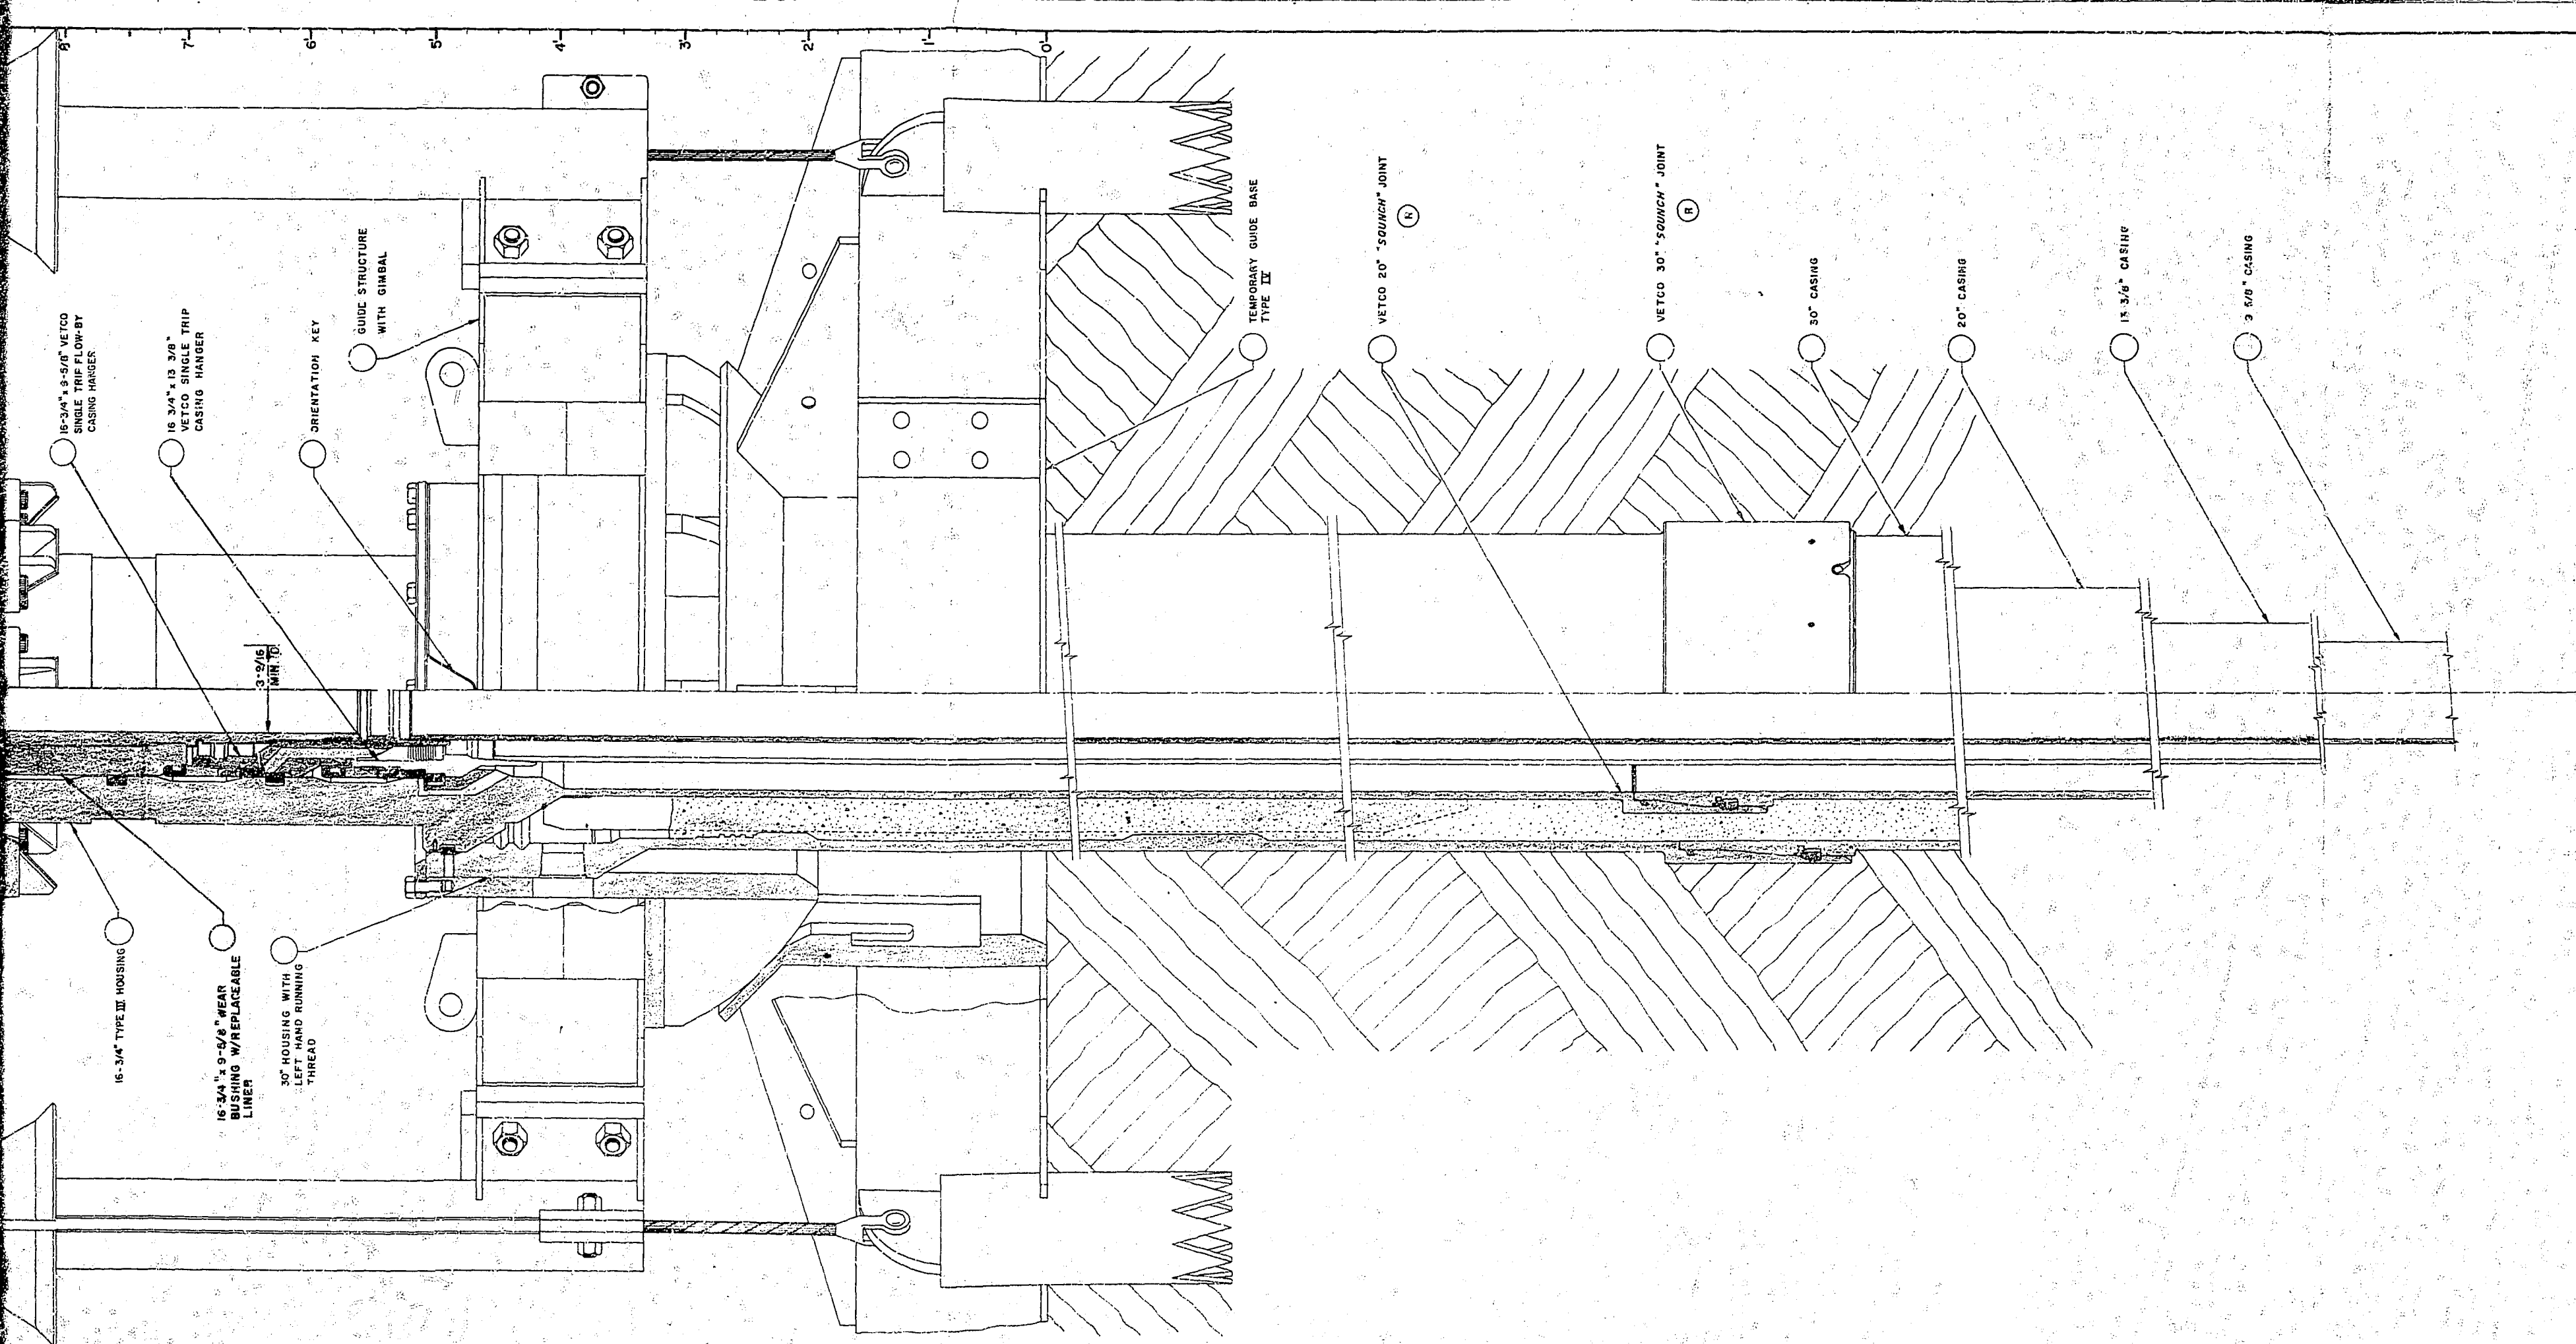 8'
7'
6'
5'
4'
3'
2'
1'
0'
16-3/4" x 9-5/8" VETCO
SINGLE TRIP FLOW-BY
CASING HANGER
16 3/4" x 13 3/8"
VETCO SINGLE TRIP
CASING HANGER
ORIENTATION KEY
GUIDE STRUCTURE
WITH GIMBAL
TEMPORARY GUIDE BASE
TYPE IV
VETCO 20" "SQUNCH" JOINT
N
VETCO 30" "SQUNCH" JOINT
R
30" CASING
20" CASING
13-3/8" CASING
9 5/8" CASING
3-9/16
MIN.
16-3/4" TYPE III HOUSING
16-3/4" x 9-5/8" WEAR
BUSHING W/REPLACEABLE
LINER
30" HOUSING WITH
LEFT HAND RUNNING
THREAD